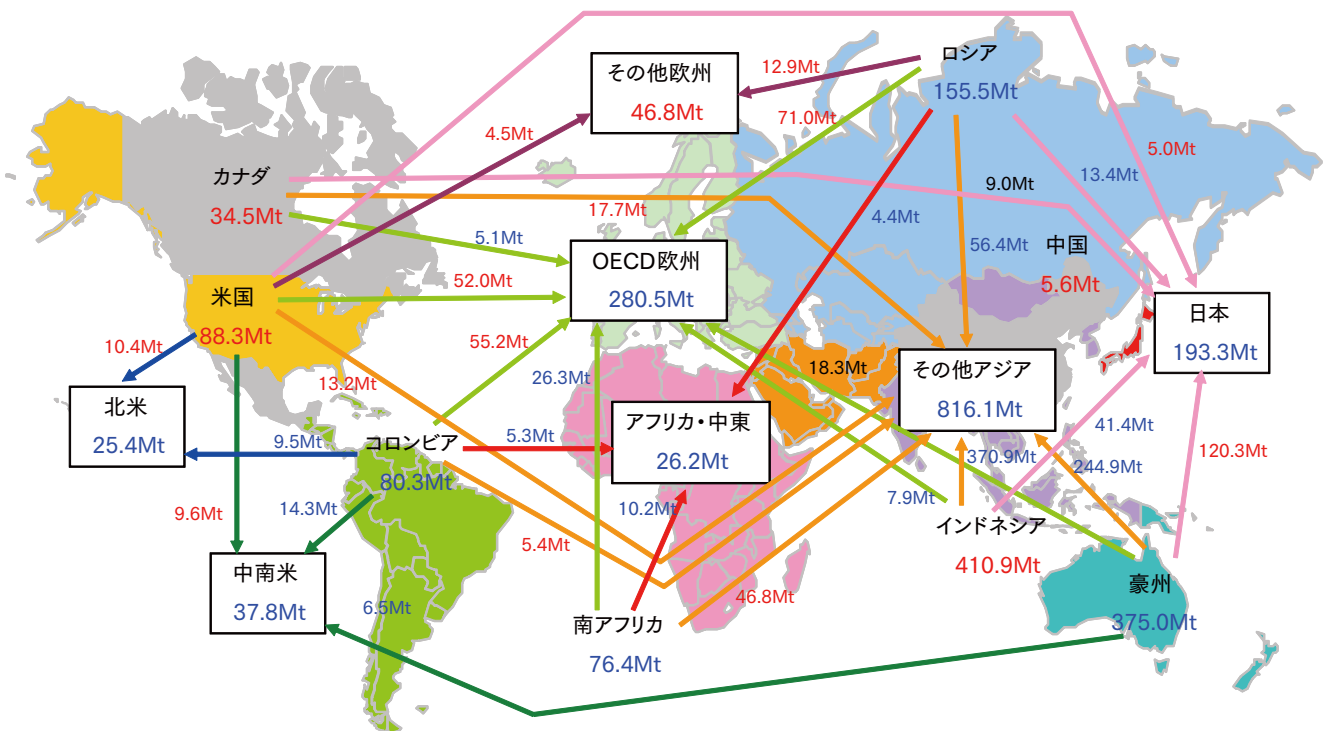 ロシア
155.5Mt
その他欧州
46.8Mt
12.9Mt
71.0Mt
4.5Mt
5.0Mt
カナダ
34.5Mt
13.4Mt
9.0Mt
17.7Mt
4.4Mt
5.1Mt
56.4Mt
中国
5.6Mt
OECD欧州
280.5Mt
52.0Mt
米国
88.3Mt
日本
193.3Mt
10.4Mt
55.2Mt
13.2Mt
26.3Mt
18.3Mt
その他アジア
816.1Mt
北米
25.4Mt
アフリカ・中東
26.2Mt
9.5Mt
コロンビア
80.3Mt
5.3Mt
41.4Mt
120.3Mt
370.9Mt
244.9Mt
9.6Mt
14.3Mt
10.2Mt
7.9Mt
インドネシア
410.9Mt
5.4Mt
中南米
37.8Mt
6.5Mt
46.8Mt
豪州
375.0Mt
南アフリカ
76.4Mt